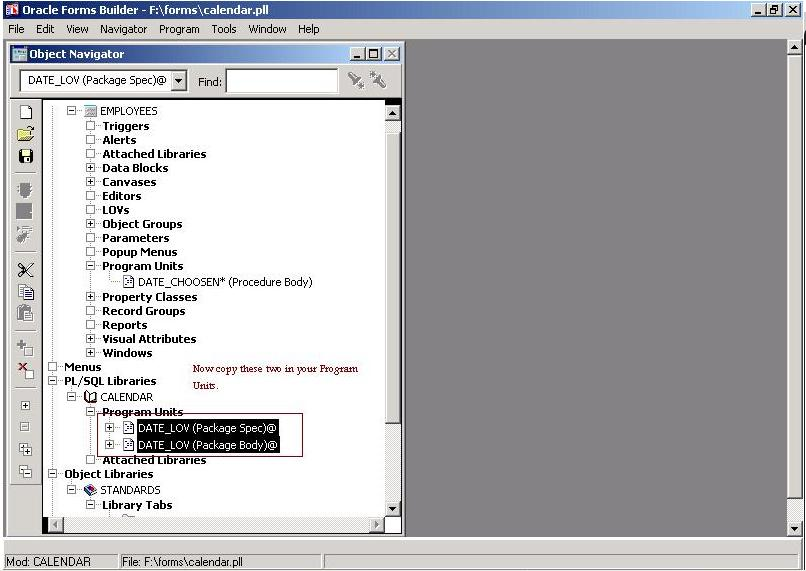 Oracle Forms Builder - F:\forms\calendar.pll
File Edit View Navigator Program Tools Window Help
Object Navigator
DATE_LOV (Package Spec)@ Find:
EMPLOYEES
Triggers
Alerts
Attached Libraries
Data Blocks
Canvases
Editors
LOVs
Object Groups
Parameters
Popup Menus
Program Units
DATE_CHOOSEN* (Procedure Body)
Property Classes
Record Groups
Reports
Visual Attributes
Windows
Menus
Now copy these two in your Program
PL/SQL Libraries
Units.
CALENDAR
Program Units
DATE_LOV (Package Spec)@
DATE_LOV (Package Body)@
Attached Libraries
Object Libraries
STANDARDS
Library Tabs
Mod: CALENDAR File: F:\forms\calendar.pll